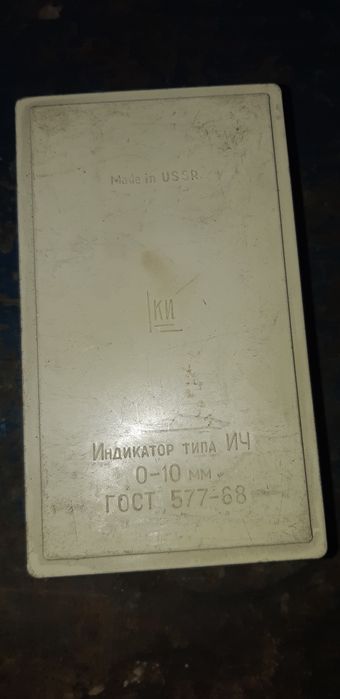 Made in USSR
КИ
Индикатор типа ИЧ
0-10 мм
ГОСТ 577-68